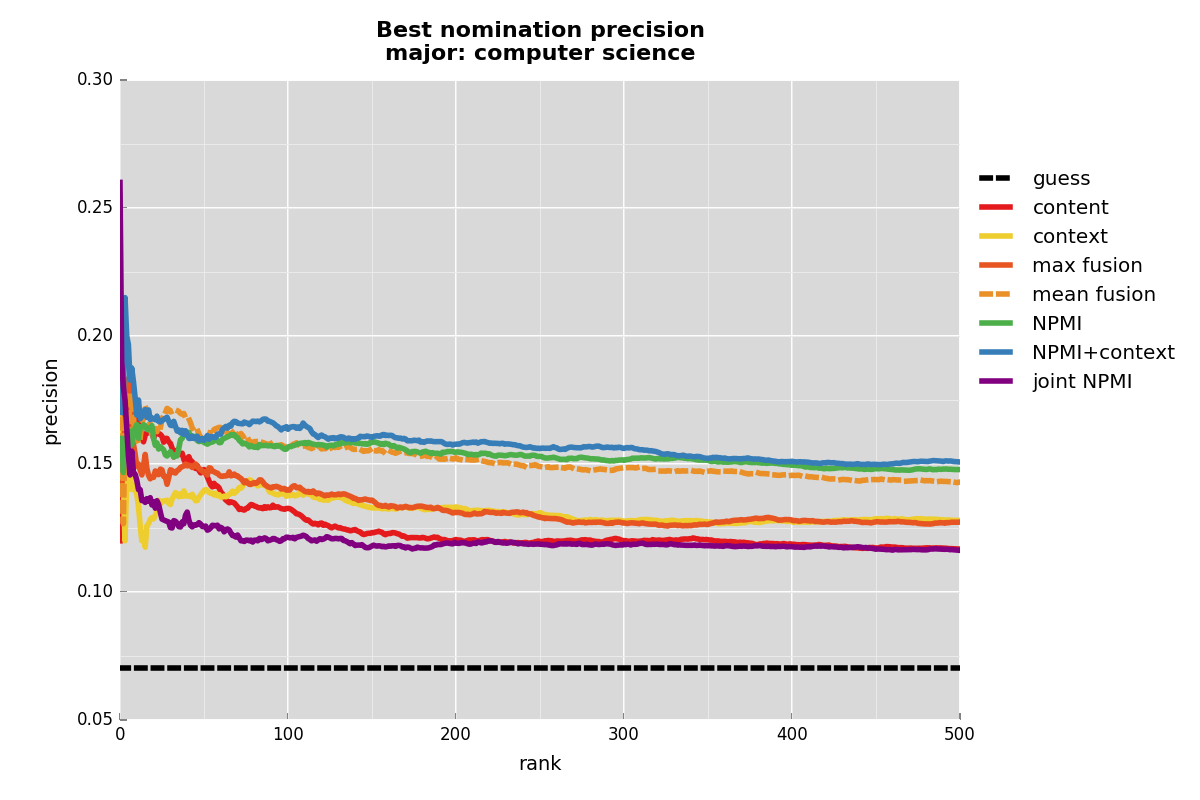 Best nomination precision
major: computer science
0.30
0.25
0.20
0.15
0.10
0.05
precision
0
100
200
300
400
500
rank
guess
content
context
max fusion
mean fusion
NPMI
NPMI+context
joint NPMI